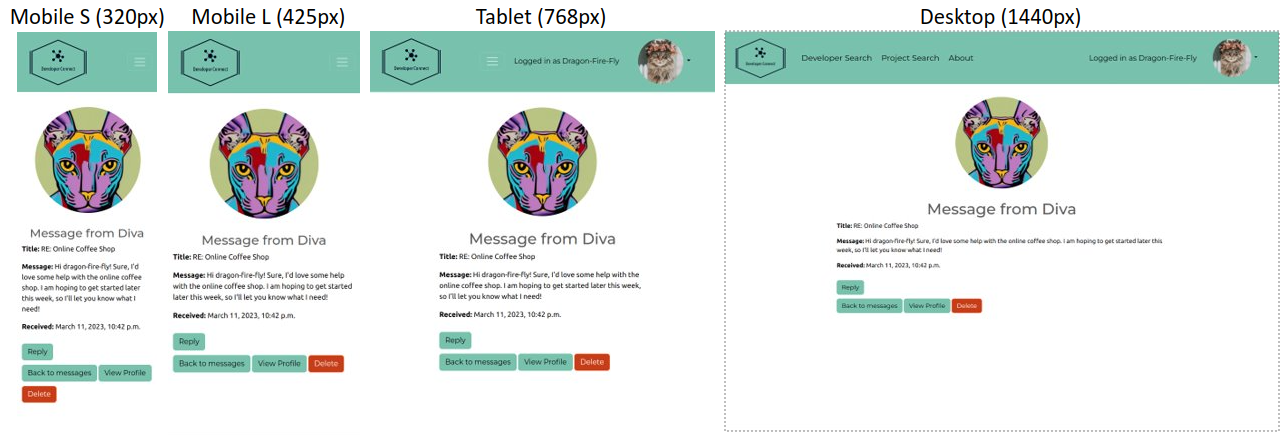 Mobile S (320px)
Developer Connect
Message from Diva
Title: RE: Online Coffee Shop
Message: Hi dragon-fire-fly! Sure, I'd
love some help with the online coffee
shop. I am hoping to get started later
this week, so I'll let you know what I
need!
Received: March 11, 2023, 10:42 p.m.
Reply
Back to messages View Profile
Delete
Mobile L (425px)
Developer Connect
Message from Diva
Title: RE: Online Coffee Shop
Message: Hi dragon-fire-fly! Sure, I'd love some help
with the online coffee shop. I am hoping to get started
later this week, so I'll let you know what I need!
Received: March 11, 2023, 10:42 p.m.
Reply
Back to messages View Profile Delete
Tablet (768px)
Developer Connect
Logged in as Dragon-Fire-Fly
Message from Diva
Title: RE: Online Coffee Shop
Message: Hi dragon-fire-fly! Sure, I'd love some help with the
online coffee shop. I am hoping to get started later this week,
so I'll let you know what I need!
Received: March 11, 2023, 10:42 p.m.
Reply
Back to messages View Profile Delete
Desktop (1440px)
Developer Connect
Developer Search Project Search About Logged in as Dragon-Fire-Fly
Message from Diva
Title: RE: Online Coffee Shop
Message: Hi dragon-fire-fly! Sure, I'd love some help with the online coffee shop. I am hoping to get started later this week,
so I'll let you know what I need!
Received: March 11, 2023, 10:42 p.m.
Reply
Back to messages View Profile Delete